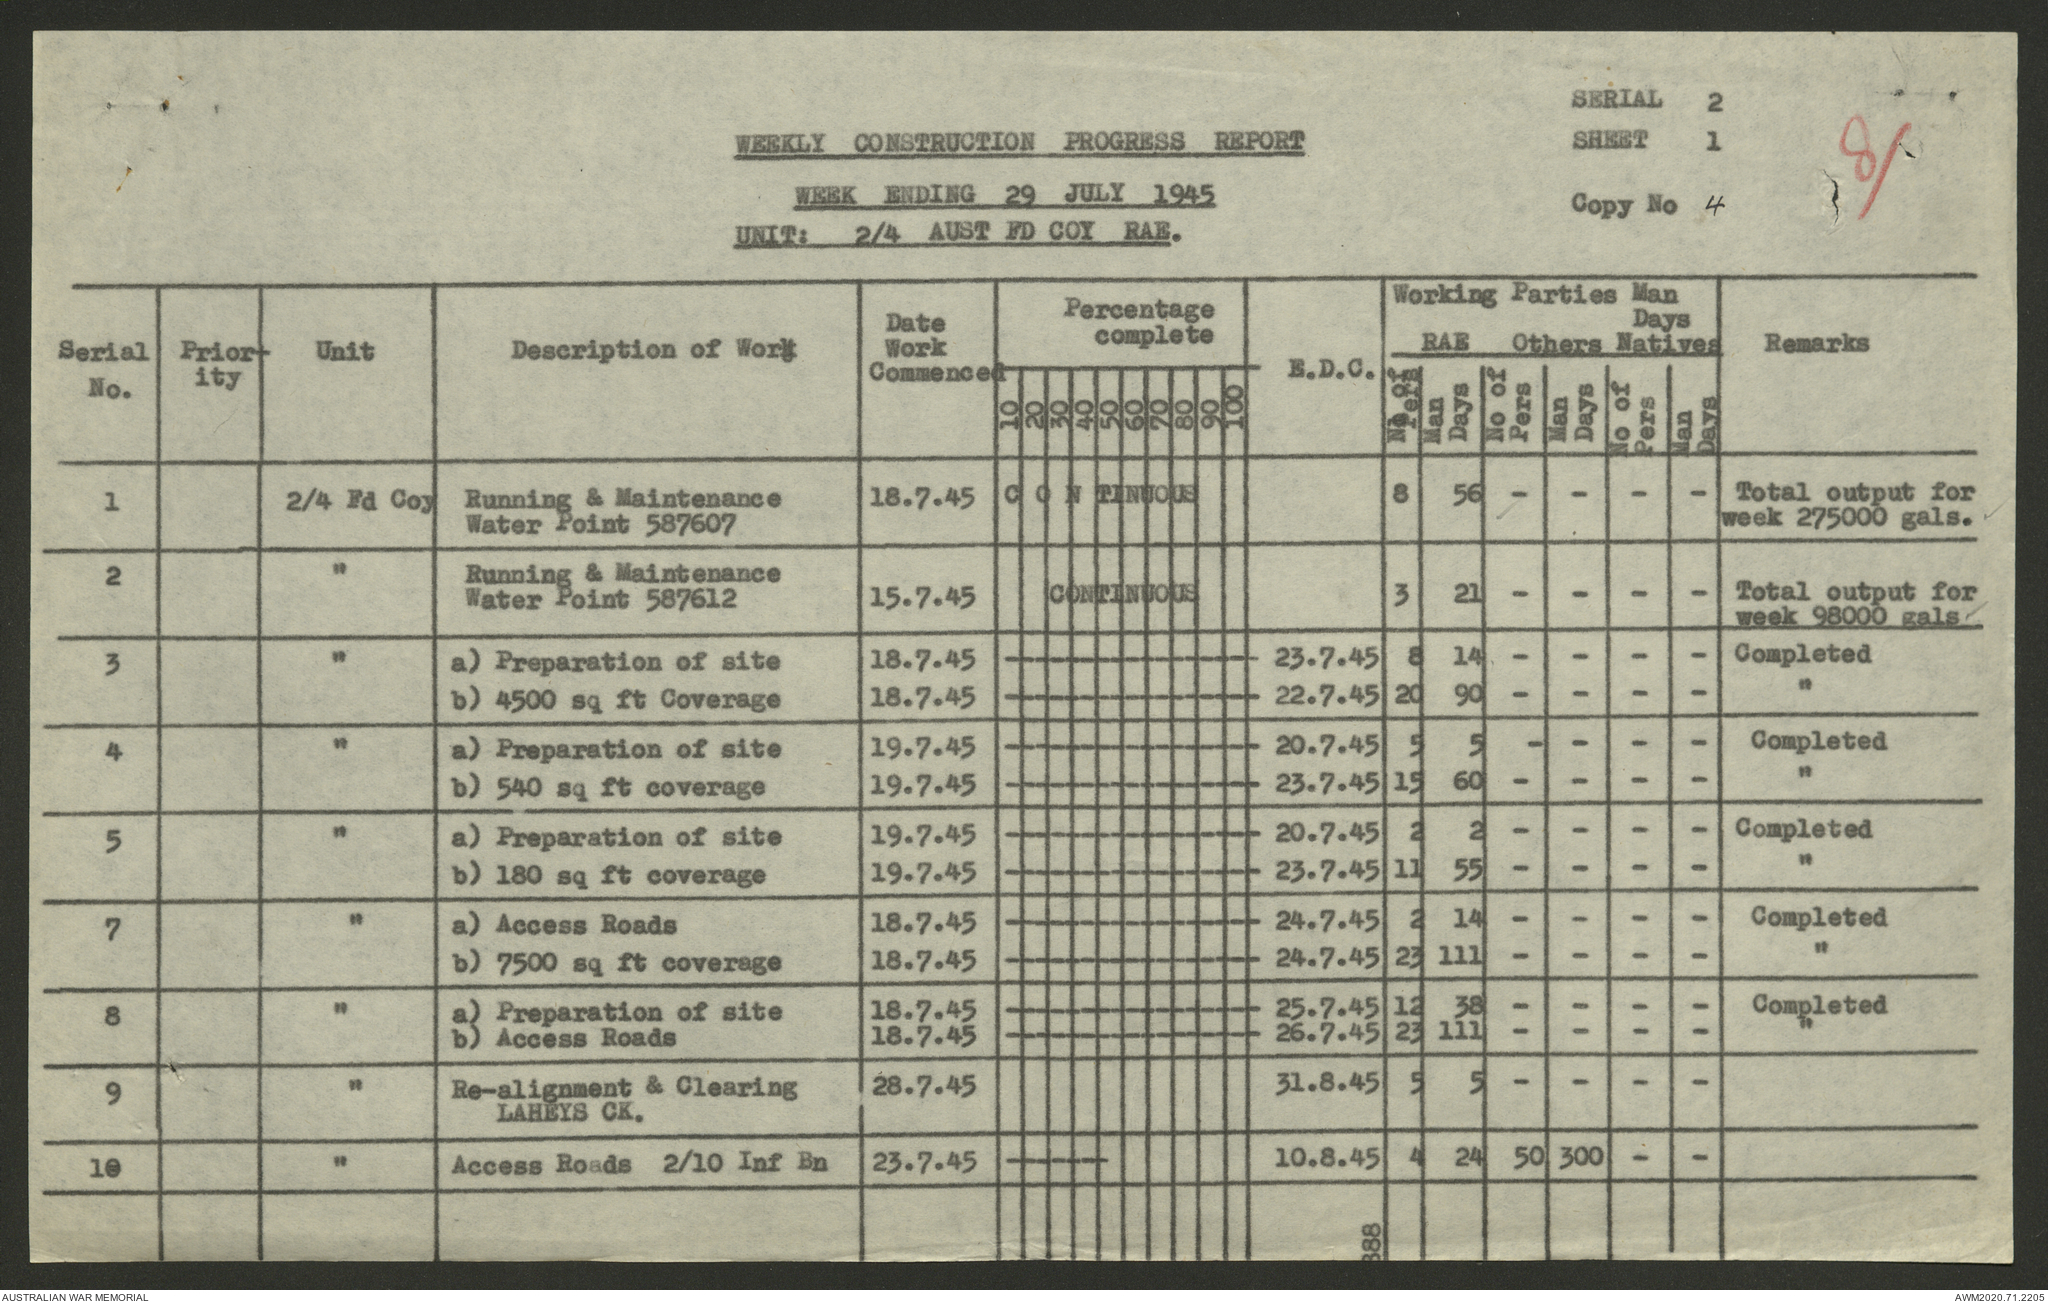 SERIAL 2
WEEKLY CONSTRUCTION PROGRESS REPORT
SHEET 1
8/
WEEK ENDING 29 JULY 1945
Copy No 4
UNIT: 2/4 AUST FD COY RAE.
Serial No. Prior-ity Unit Description of Work Date Work Commenced Percentage complete E.D.C. Working Parties Man Days Remarks
RAE Others Natives
10 20 30 40 50 60 70 80 90 100 No of Pers Man Days No of Pers Man Days No of Pers Man Days
1 2/4 Fd Coy Running & Maintenance 18.7.45 C O N TINUOUS 8 56 - - - - Total output for
Water Point 587607 week 275000 gals.
2 " Running & Maintenance
Water Point 587612 15.7.45 CONTINUOUS 3 21 - - - - Total output for
week 98000 gals
3 " a) Preparation of site 18.7.45 ---------- 23.7.45 8 14 - - - - Completed
b) 4500 sq ft Coverage 18.7.45 ---------- 22.7.45 20 90 - - - - "
4 " a) Preparation of site 19.7.45 ---------- 20.7.45 5 5 - - - - Completed
b) 540 sq ft coverage 19.7.45 ---------- 23.7.45 15 60 - - - - "
5 " a) Preparation of site 19.7.45 ---------- 20.7.45 2 2 - - - - Completed
b) 180 sq ft coverage 19.7.45 ---------- 23.7.45 11 55 - - - - "
7 " a) Access Roads 18.7.45 ---------- 24.7.45 2 14 - - - - Completed
b) 7500 sq ft coverage 18.7.45 ---------- 24.7.45 23 111 - - - - "
8 " a) Preparation of site 18.7.45 ---------- 25.7.45 12 38 - - - - Completed
b) Access Roads 18.7.45 ---------- 26.7.45 23 111 - - - - "
9 " Re-alignment & Clearing 28.7.45 31.8.45 5 5 - - - -
LAHEYS CK.
10 " Access Roads 2/10 Inf Bn 23.7.45 ----- 10.8.45 4 24 50 300 - -
AUSTRALIAN WAR MEMORIAL
AWM2020.71.2205